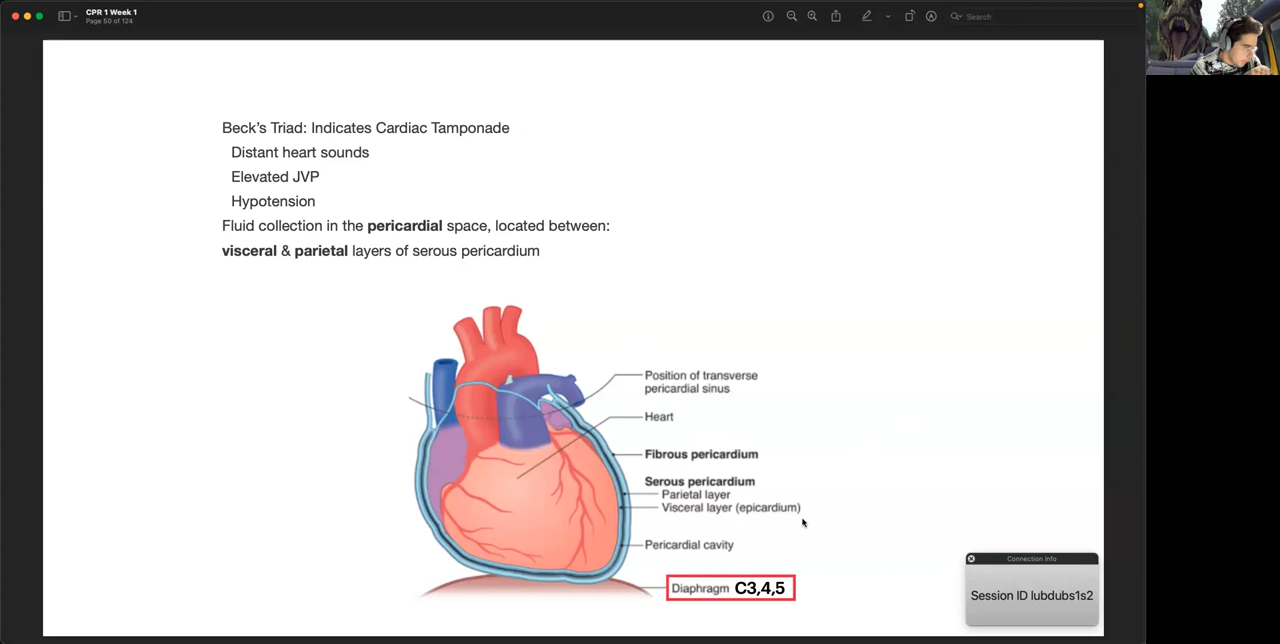 CPR 1 Week 1
Page 50 of 124
Search
Beck's Triad: Indicates Cardiac Tamponade
Distant heart sounds
Elevated JVP
Hypotension
Fluid collection in the pericardial space, located between:
visceral & parietal layers of serous pericardium
Position of transverse
pericardial sinus
Heart
Fibrous pericardium
Serous pericardium
Parietal layer
Visceral layer (epicardium)
Pericardial cavity
Diaphragm C3,4,5
Connection Info
Session ID lubdubs1s2